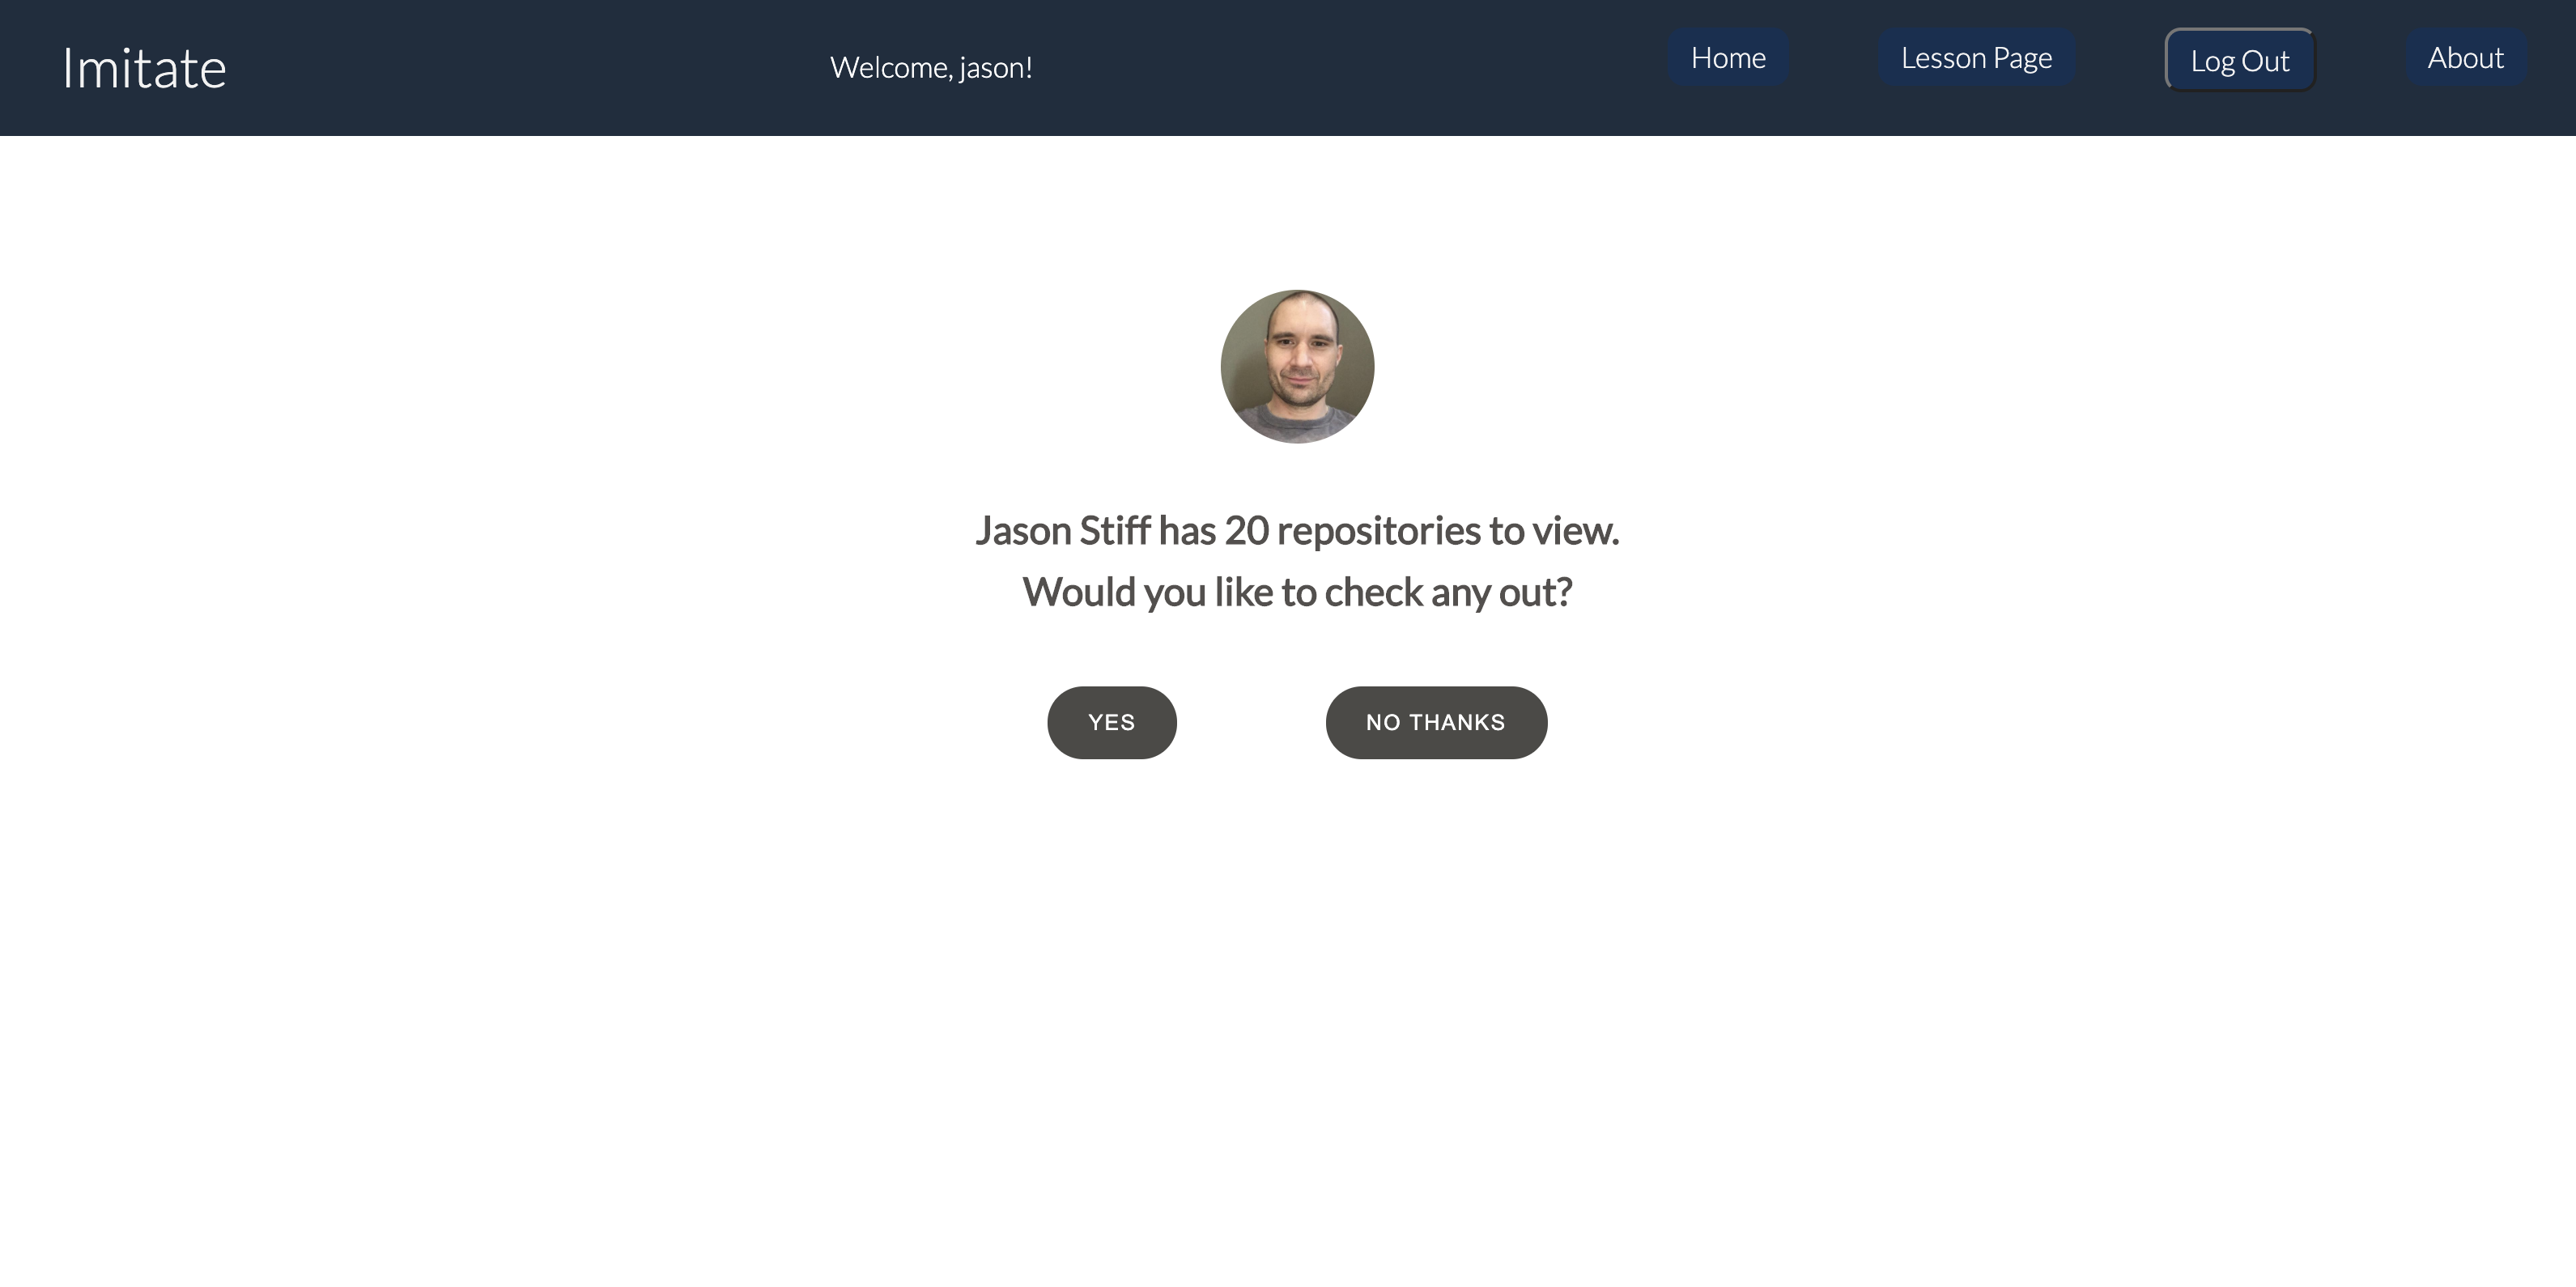 Imitate
Welcome, jason!
Home
Lesson Page
Log Out
About
Jason Stiff has 20 repositories to view.
Would you like to check any out?
YES
NO THANKS